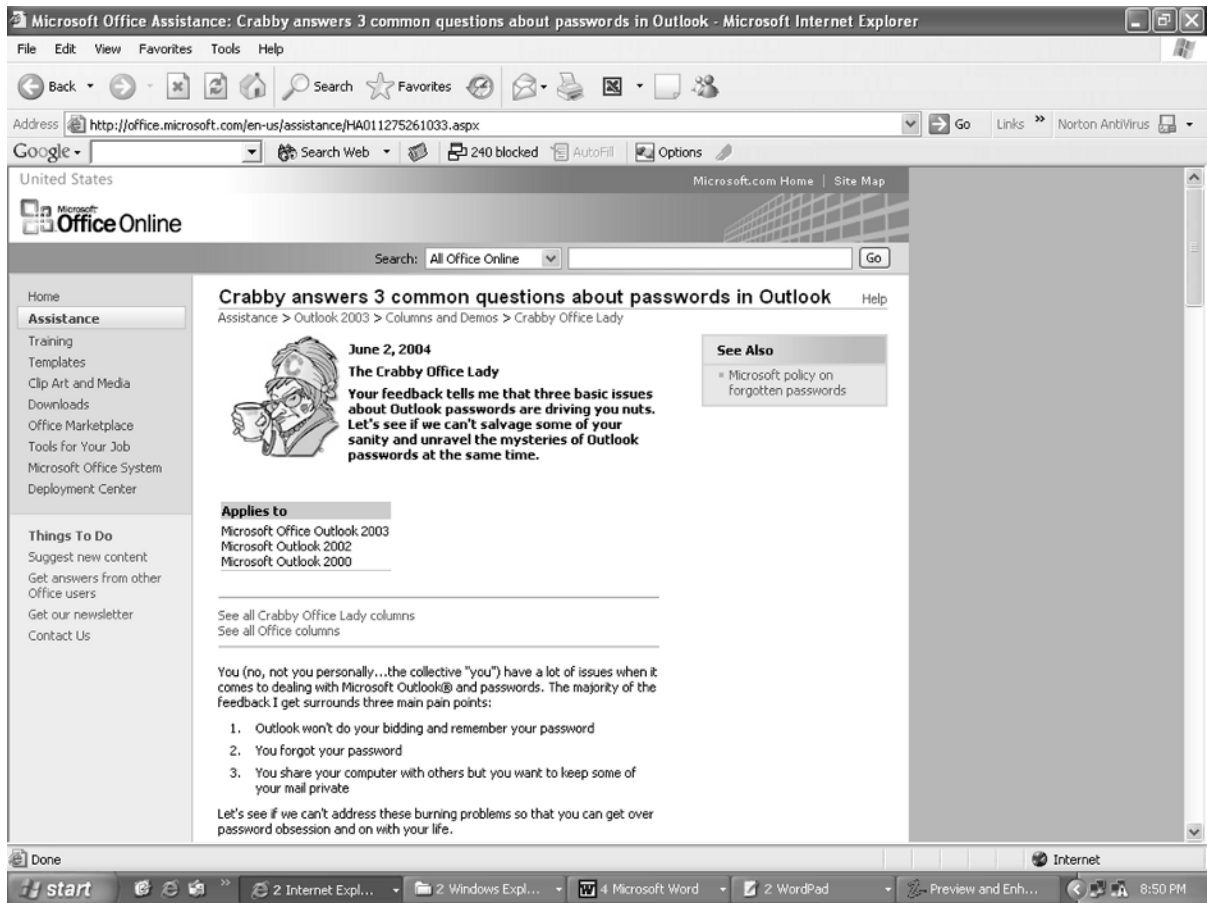 Microsoft Office Assistance: Crabby answers 3 common questions about passwords in Outlook - Microsoft Internet Explorer
File Edit View Favorites Tools Help
Back Search Favorites
Address http://office.microsoft.com/en-us/assistance/HA011275261033.aspx Go Links » Norton AntiVirus
Google Search Web 240 blocked AutoFill Options
United States Microsoft.com Home | Site Map
Microsoft
Office Online
Search: All Office Online Go
Home
Assistance
Training
Templates
Clip Art and Media
Downloads
Office Marketplace
Tools for Your Job
Microsoft Office System
Deployment Center
Things To Do
Suggest new content
Get answers from other
Office users
Get our newsletter
Contact Us
Crabby answers 3 common questions about passwords in Outlook Help
Assistance > Outlook 2003 > Columns and Demos > Crabby Office Lady
C
June 2, 2004
The Crabby Office Lady
Your feedback tells me that three basic issues
about Outlook passwords are driving you nuts.
Let's see if we can't salvage some of your
sanity and unravel the mysteries of Outlook
passwords at the same time.
See Also
Microsoft policy on
forgotten passwords
Applies to
Microsoft Office Outlook 2003
Microsoft Outlook 2002
Microsoft Outlook 2000
See all Crabby Office Lady columns
See all Office columns
You (no, not you personally...the collective "you") have a lot of issues when it
comes to dealing with Microsoft Outlook® and passwords. The majority of the
feedback I get surrounds three main pain points:
1. Outlook won't do your bidding and remember your password
2. You forgot your password
3. You share your computer with others but you want to keep some of
your mail private
Let's see if we can't address these burning problems so that you can get over
password obsession and on with your life.
Done Internet
start » 2 Internet Expl... 2 Windows Expl... 4 Microsoft Word 2 WordPad Preview and Enh... 8:50 PM